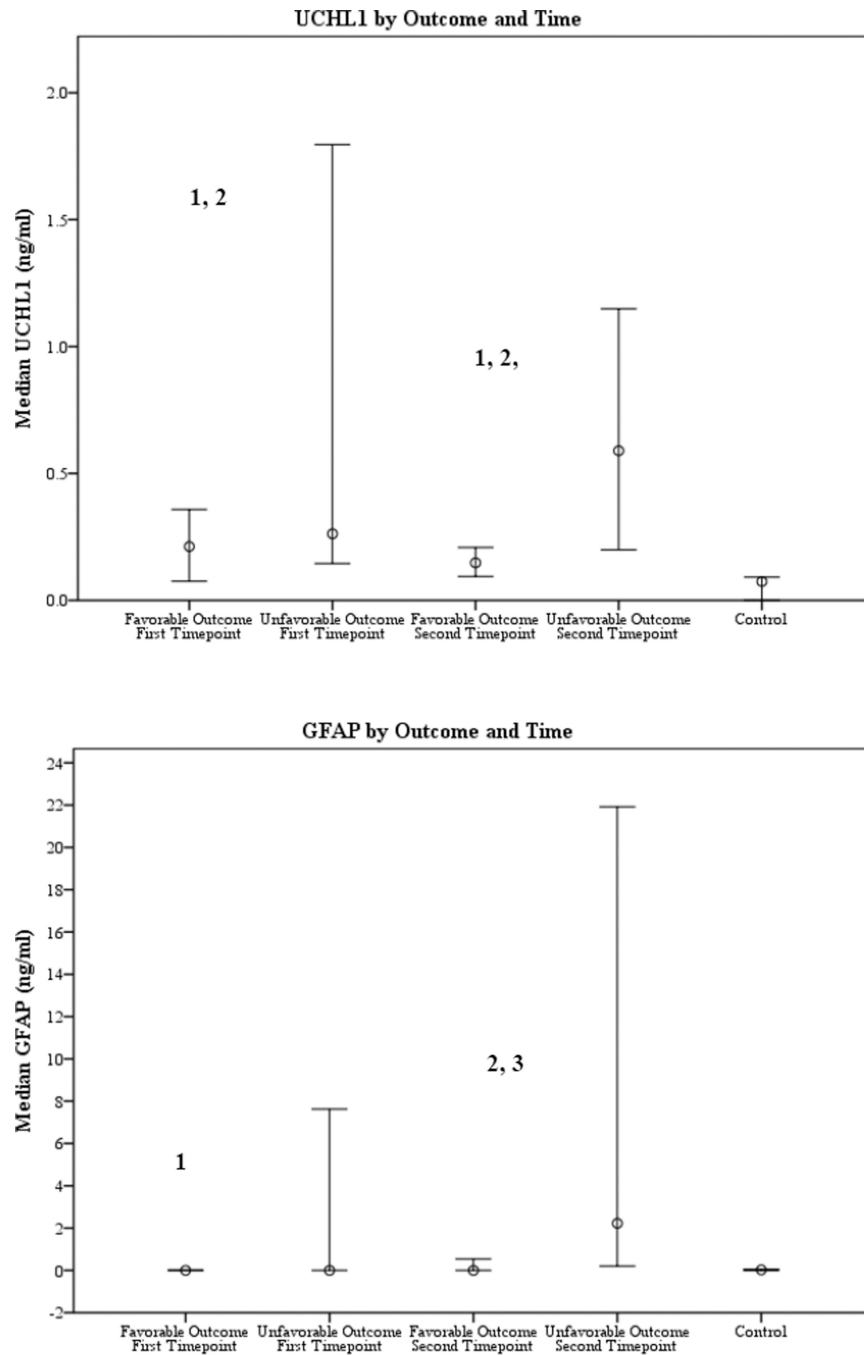 UCHL1 by Outcome and Time
2.0
1.5
1.0
0.5
0.0
Median UCHL1 (ng/ml)
1, 2
1, 2,
Favorable Outcome
First Timepoint
Unfavorable Outcome
First Timepoint
Favorable Outcome
Second Timepoint
Unfavorable Outcome
Second Timepoint
Control
GFAP by Outcome and Time
24
22
20
18
16
14
12
10
8
6
4
2
0
-2
Median GFAP (ng/ml)
2, 3
1
Favorable Outcome
First Timepoint
Unfavorable Outcome
First Timepoint
Favorable Outcome
Second Timepoint
Unfavorable Outcome
Second Timepoint
Control